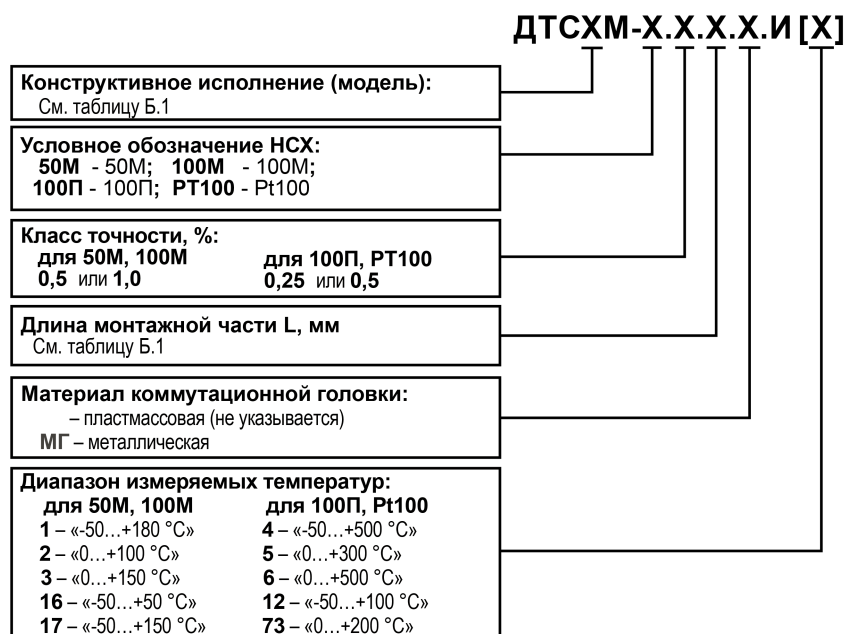 ДТСХМ-Х.Х.Х.Х.И [Х]
Конструктивное исполнение (модель):
См. таблицу Б.1
Условное обозначение НСХ:
50М - 50М; 100М - 100М;
100П - 100П; РТ100 - Pt100
Класс точности, %:
для 50М, 100М для 100П, РТ100
0,5 или 1,0 0,25 или 0,5
Длина монтажной части L, мм
См. таблицу Б.1
Материал коммутационной головки:
– пластмассовая (не указывается)
МГ – металлическая
Диапазон измеряемых температур:
для 50М, 100М для 100П, Pt100
1 – «-50…+180 °С» 4 – «-50…+500 °С»
2 – «0…+100 °С» 5 – «0…+300 °С»
3 – «0…+150 °С» 6 – «0…+500 °С»
16 – «-50…+50 °С» 12 – «-50…+100 °С»
17 – «-50…+150 °С» 73 – «0…+200 °С»